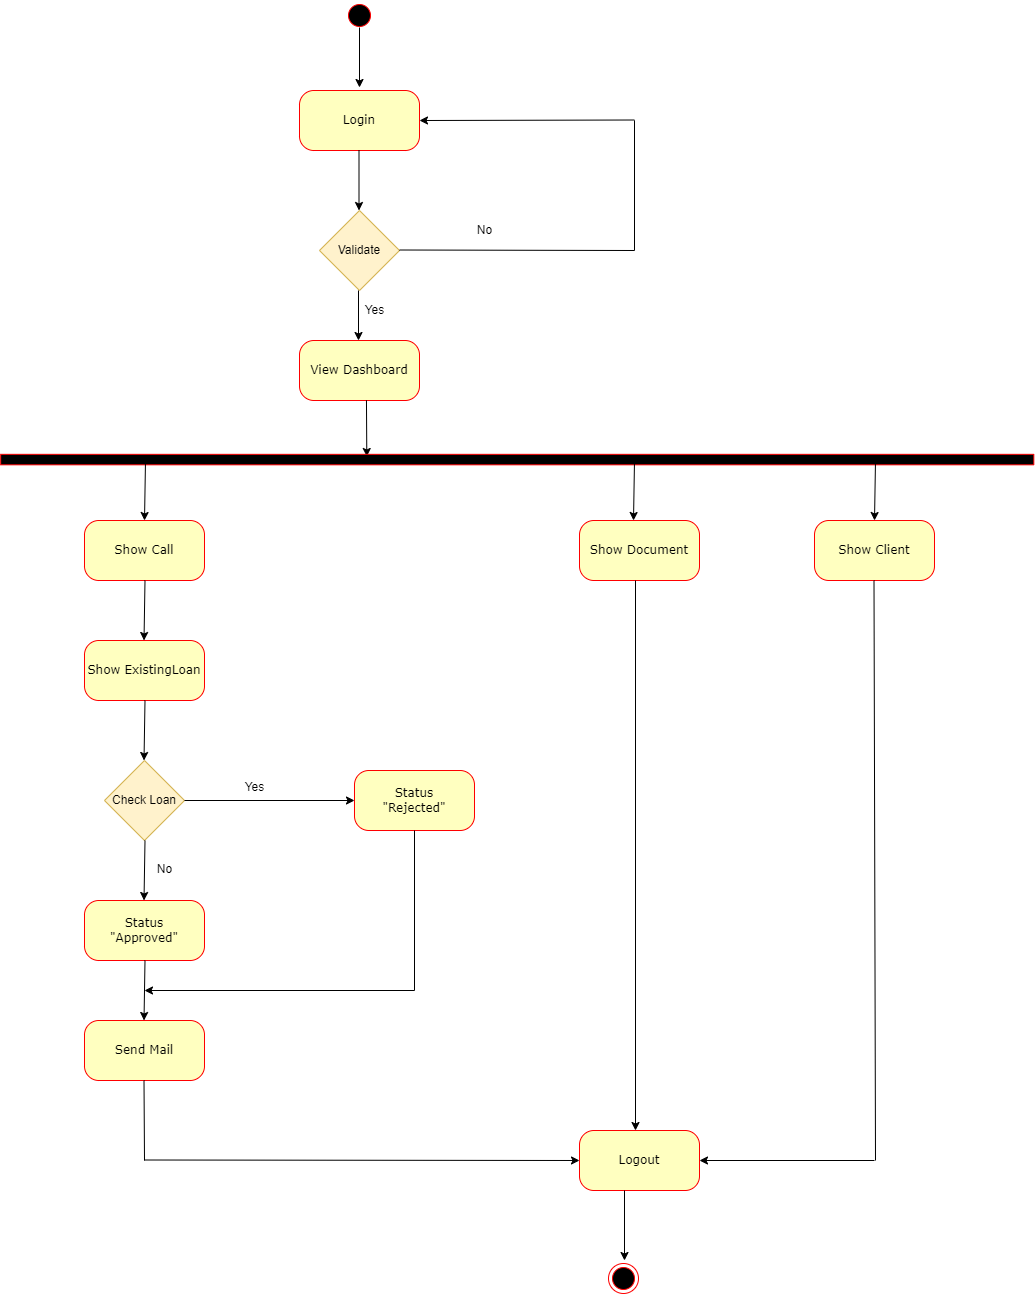 Login
Validate
No
Yes
View Dashboard
Show Call
Show Document
Show Client
Show ExistingLoan
Check Loan
Yes
Status
"Rejected"
No
Status
"Approved"
Send Mail
Logout